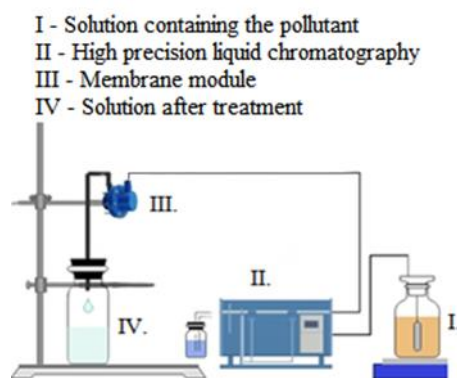 I - Solution containing the pollutant
II - High precision liquid chromatography
III - Membrane module
IV - Solution after treatment
III.
II.
IV.
I.